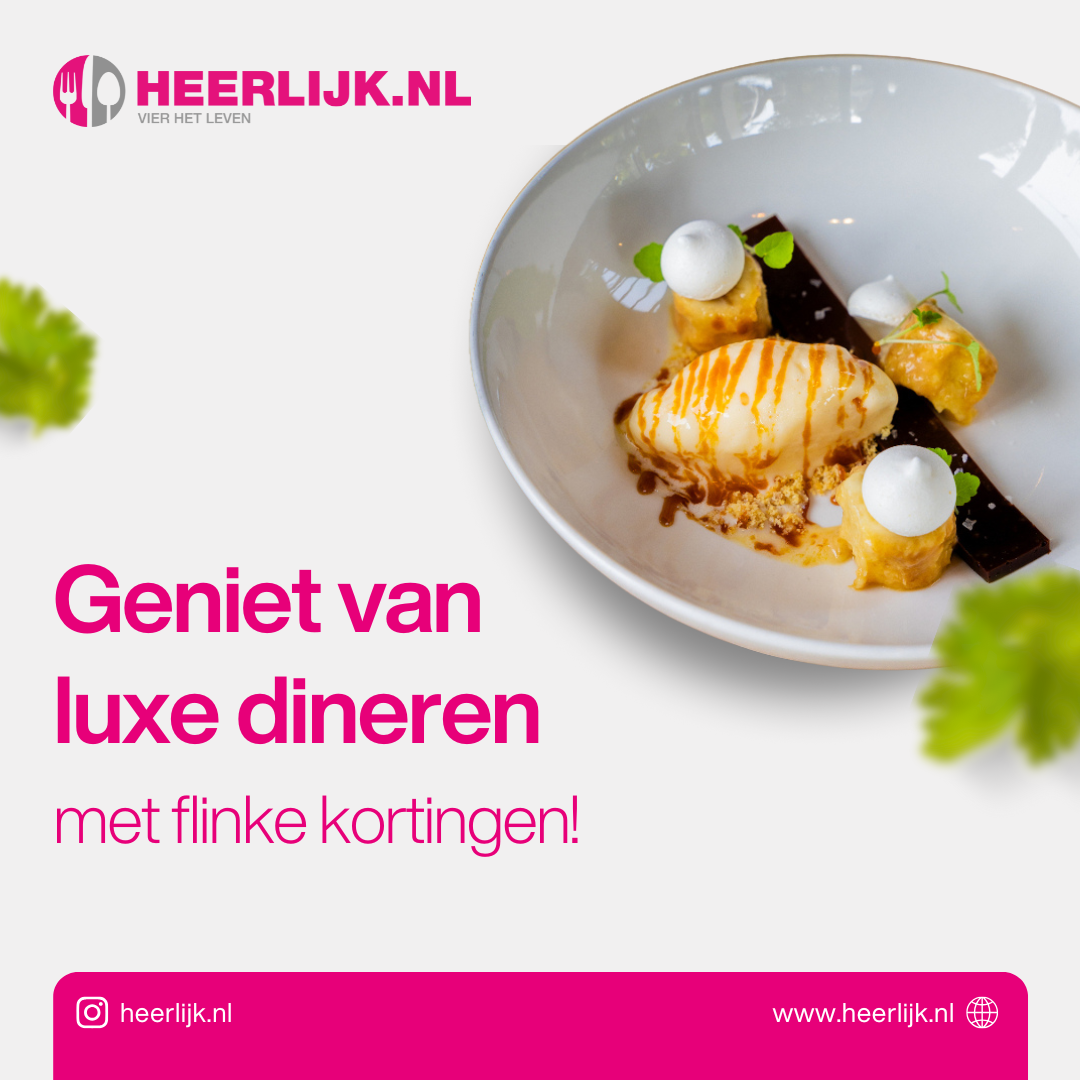 HEERLIJK.NL
VIER HET LEVEN
Geniet van
luxe dineren
met flinke kortingen!
heerlijk.nl
www.heerlijk.nl